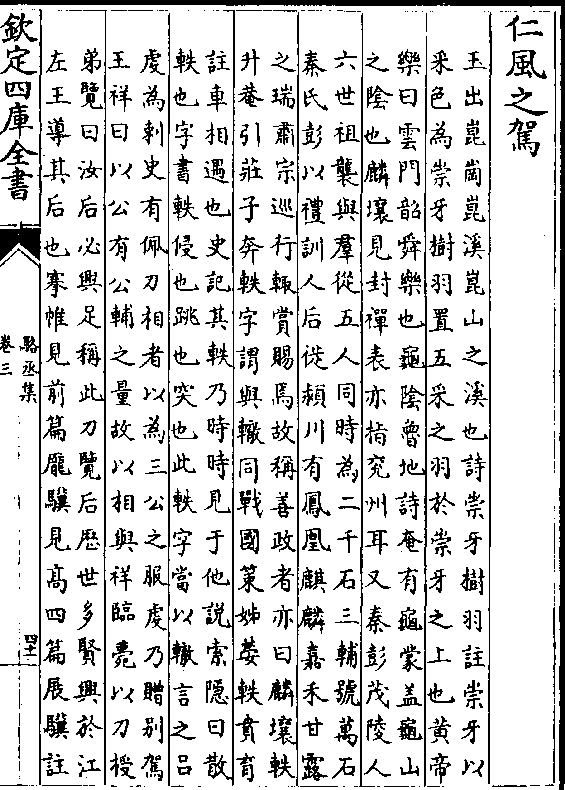 仁風之駕
玉出崑崗崑溪崑山之溪也詩崇牙樹羽註崇牙以
采色為崇牙樹羽置五采之羽於崇牙之上也黃帝
樂曰雲門韶舜樂也龜陰魯地詩奄有龜蒙盖龜山
之陰也麟壤見封禪表亦指兖州耳又秦彭茂陵人
六世祖襲與羣從五人同時為二千石三輔號萬石
秦氏彭以禮訓人后徙頴川有鳳凰麒麟嘉禾甘露
之瑞肅宗巡行輙賞賜焉故稱善政者亦曰麟壤軼
升菴引莊子奔軼字謂與轍同戰國策姊嫈軼賁育
註車相過也史記其軼乃時時見于他說索隐曰散
軼也字書軼侵也跳也突也此軼字當以轍言之吕
虔為刺史有佩刀相者以為三公之服虔乃贈别駕
王祥曰以公有公輔之量故以相與祥臨薨以刀授
弟覽曰汝后必興足稱此刀覽后歴世多賢興於江
左王導其后也褰帷見前篇龎驥見髙四篇展驥註
欽定四庫全書
駱丞集
卷三
四十一